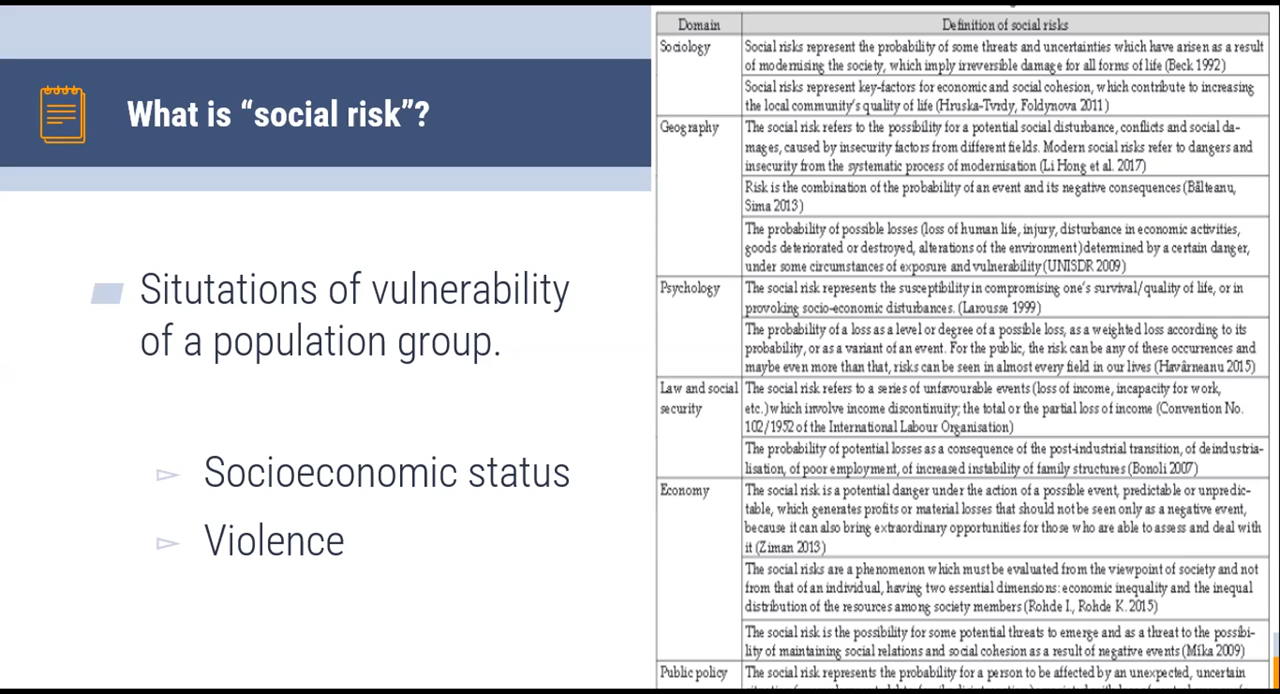 What is “social risk”?
Situtations of vulnerability
of a population group.
Socioeconomic status
Violence
Domain
Definition of social risks
Sociology
Social risks represent the probability of some threats and uncertainties which have arisen as a result
of modernising the society, which imply irreversible damage for all forms of life (Beck 1992)
Social risks represent key-factors for economic and social cohesion, which contribute to increasing
the local community's quality of life (Hruska-Tvrdy, Foldynova 2011)
Geography
The social risk refers to the possibility for a potential social disturbance, conflicts and social da-
mages, caused by insecurity factors from different fields. Modern social risks refer to dangers and
insecurity from the systematic process of modernisation (Li Hong et al. 2017)
Risk is the combination of the probability of an event and its negative consequences (Bălteanu,
Sima 2013)
The probability of possible losses (loss of human life, injury, disturbance in economic activities,
goods deteriorated or destroyed, alterations of the environment) determined by a certain danger,
under some circumstances of exposure and vulnerability (UNISDR 2009)
Psychology
The social risk represents the susceptibility in compromising one's survival/quality of life, or in
provoking socio-economic disturbances. (Larousse 1999)
The probability of a loss as a level or degree of a possible loss, as a weighted loss according to its
probability, or as a variant of an event. For the public, the risk can be any of these occurrences and
maybe even more than that, risks can be seen in almost every field in our lives (Havârneanu 2015)
Law and social
security
The social risk refers to a series of unfavourable events (loss of income, incapacity for work,
etc.) which involve income discontinuity; the total or the partial loss of income (Convention No.
102/1952 of the International Labour Organisation)
The probability of potential losses as a consequence of the post-industrial transition, of deindustria-
lisation, of poor employment, of increased instability of family structures (Bonoli 2007)
Economy
The social risk is a potential danger under the action of a possible event, predictable or unpredic-
table, which generates profits or material losses that should not be seen only as a negative event,
because it can also bring extraordinary opportunities for those who are able to assess and deal with
it (Ziman 2013)
The social risks are a phenomenon which must be evaluated from the viewpoint of society and not
from that of an individual, having two essential dimensions: economic inequality and the inequal
distribution of the resources among society members (Rohde I., Rohde K. 2015)
The social risk is the possibility for some potential threats to emerge and as a threat to the possibi-
lity of maintaining social relations and social cohesion as a result of negative events (Mika 2009)
Public policy
The social risk represents the probability for a person to be affected by an unexpected, uncertain